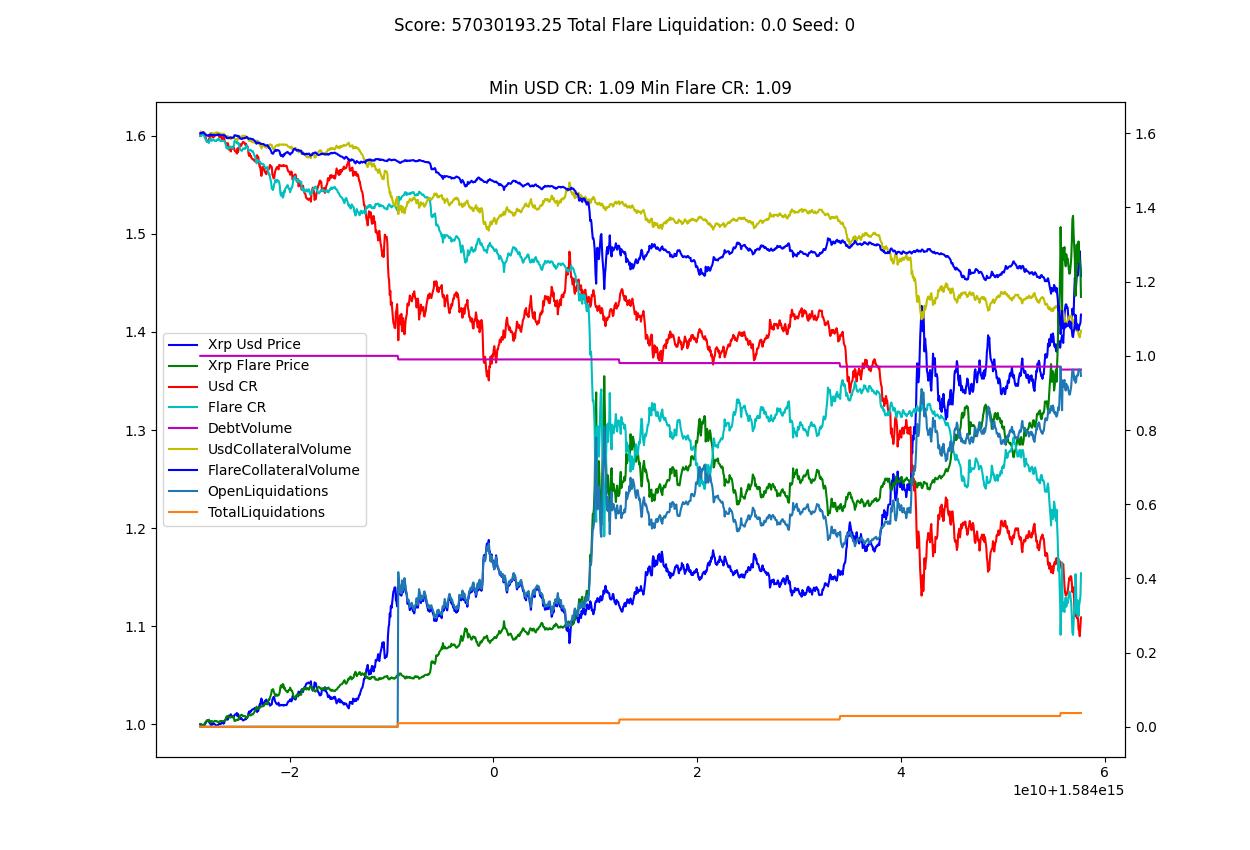 Score: 57030193.25 Total Flare Liquidation: 0.0 Seed: 0
Min USD CR: 1.09 Min Flare CR: 1.09
1.6
1.5
1.4
1.3
1.2
1.1
1.0
Xrp Usd Price
Xrp Flare Price
Usd CR
Flare CR
DebtVolume
UsdCollateralVolume
FlareCollateralVolume
OpenLiquidations
TotalLiquidations
1.6
1.4
1.2
1.0
0.8
0.6
0.4
0.2
0.0
−2 0 2 4 6
1e10+1.584e15